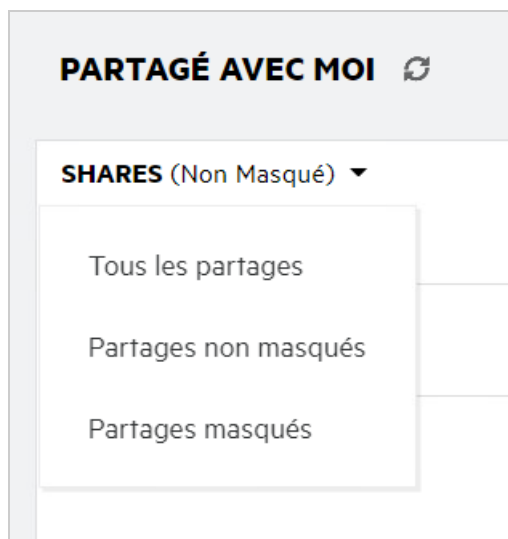 PARTAGÉ AVEC MOI
SHARES (Non Masqué)
Tous les partages
Partages non masqués
Partages masqués